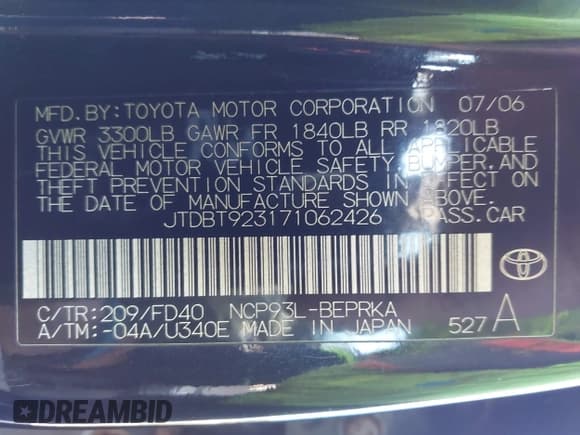 MFD.BY:TOYOTA MOTOR CORPORATION 07/06
GVWR 3300LB GAWR FR 1840LB RR 1820LB
THIS VEHICLE CONFORMS TO ALL APPLICABLE
FEDERAL MOTOR VEHICLE SAFETY, BUMPER,AND
THEFT PREVENTION STANDARDS IN EFFECT ON
THE DATE OF MANUFACTURE SHOWN ABOVE.
JTDBT923171062426 PASS.CAR
C/TR:209/FD40 NCP93L-BEPRKA
A/TM:-04A/U340E MADE IN JAPAN 527A
DREAMBID